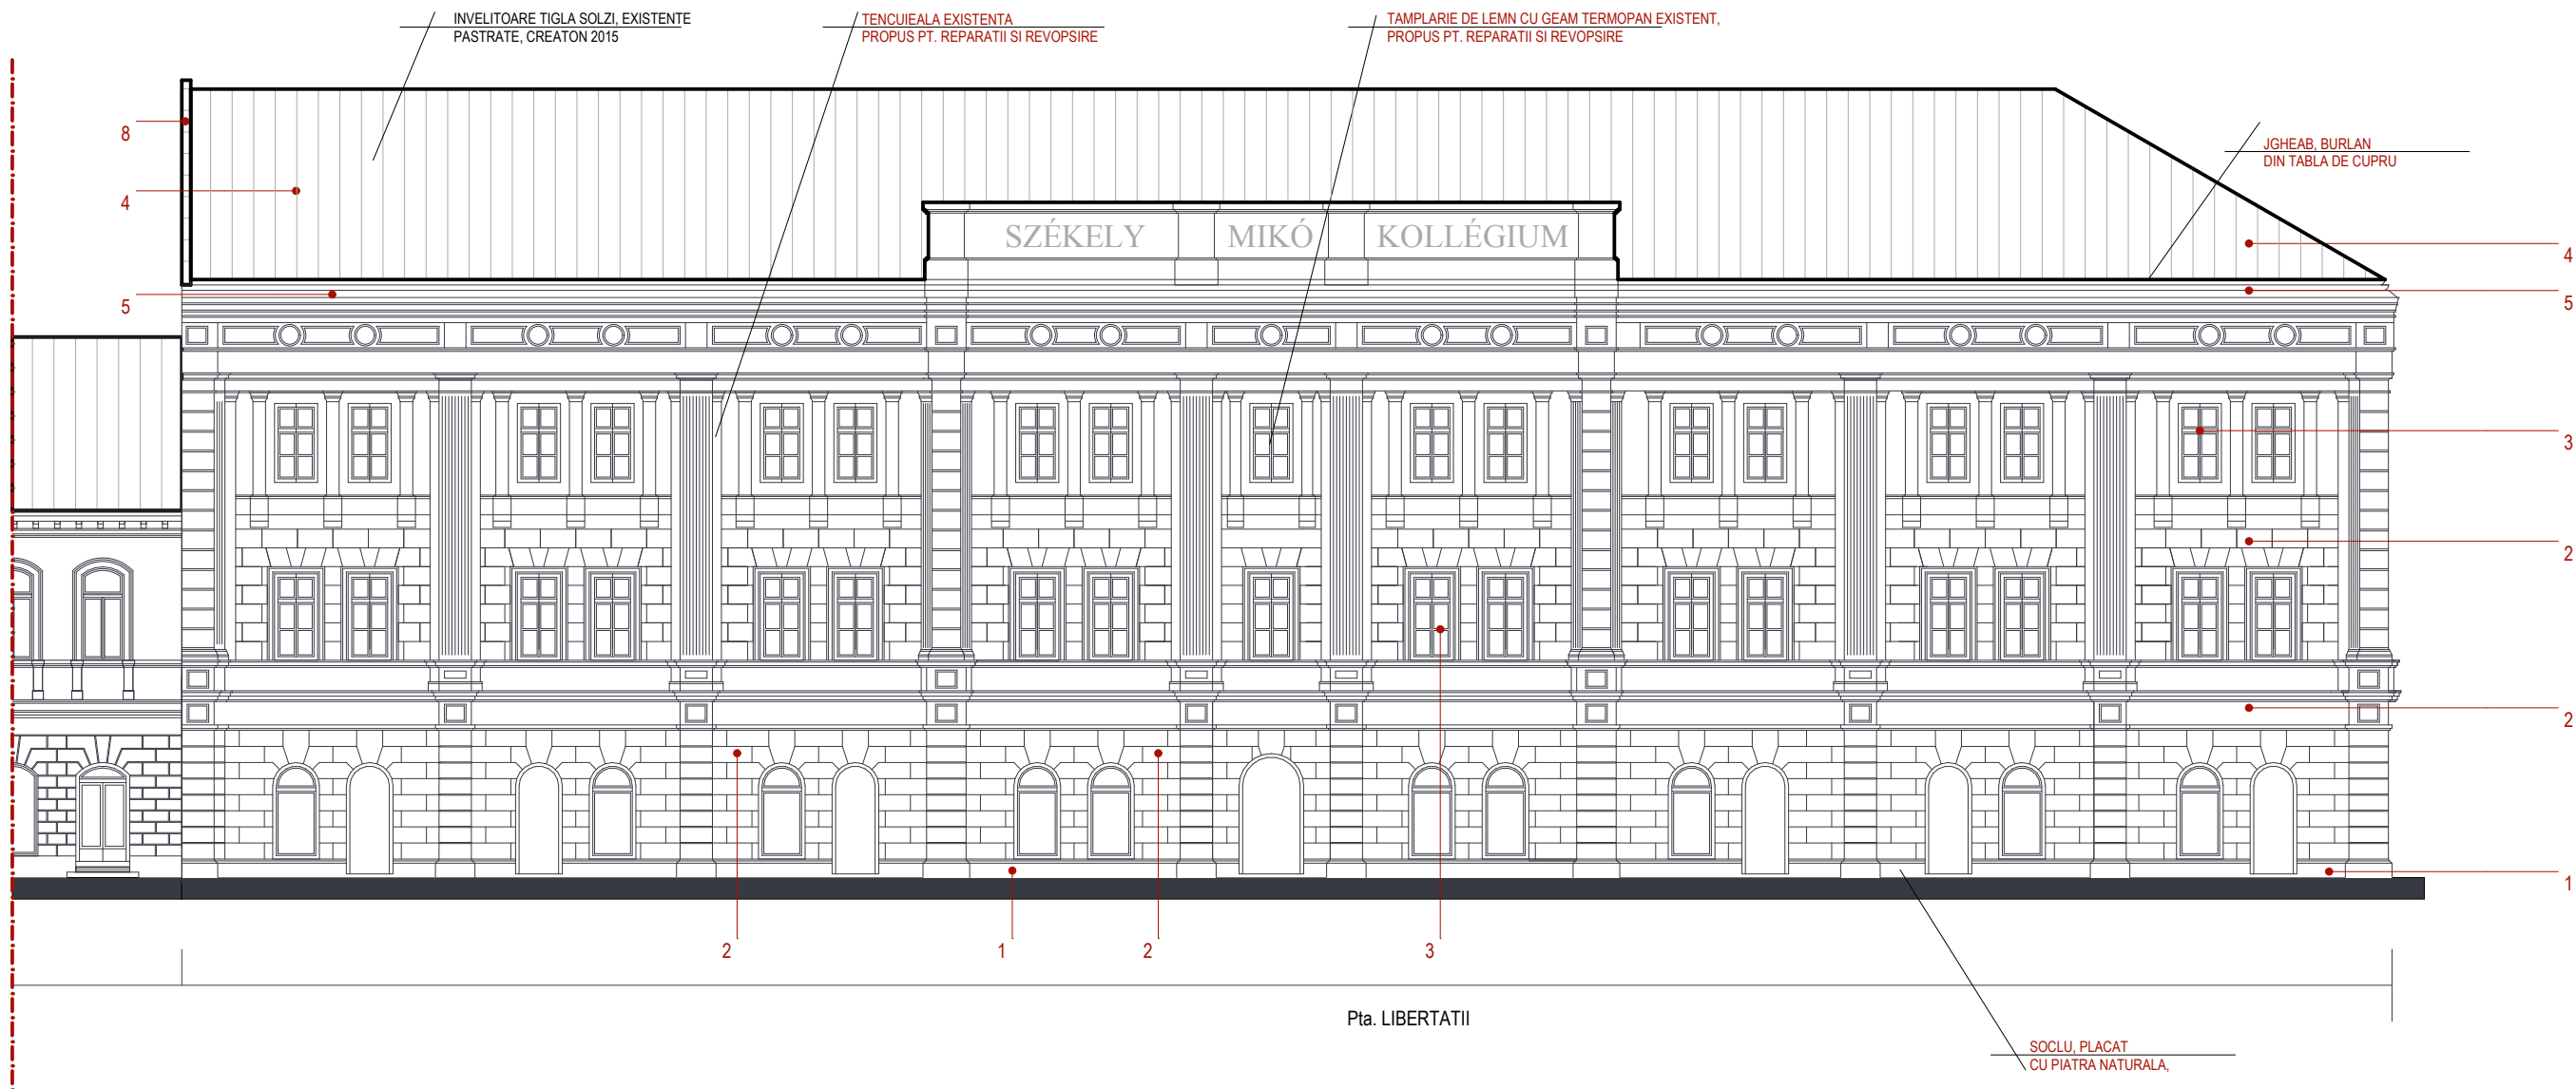 INVELITOARE TIGLA SOLZI, EXISTENTE
PASTRATE, CREATON 2015
TENCUIEALA EXISTENTA
PROPUS PT. REPARATII SI REVOPSIRE
TAMPLARIE DE LEMN CU GEAM TERMOPAN EXISTENT,
PROPUS PT. REPARATII SI REVOPSIRE
8
JGHEAB, BURLAN
DIN TABLA DE CUPRU
4
SZÉKELY MIKÓ KOLLÉGIUM
4
5
5
3
2
2
1
2
1
2
3
Pta. LIBERTATII
SOCLU, PLACAT
CU PIATRA NATURALA,